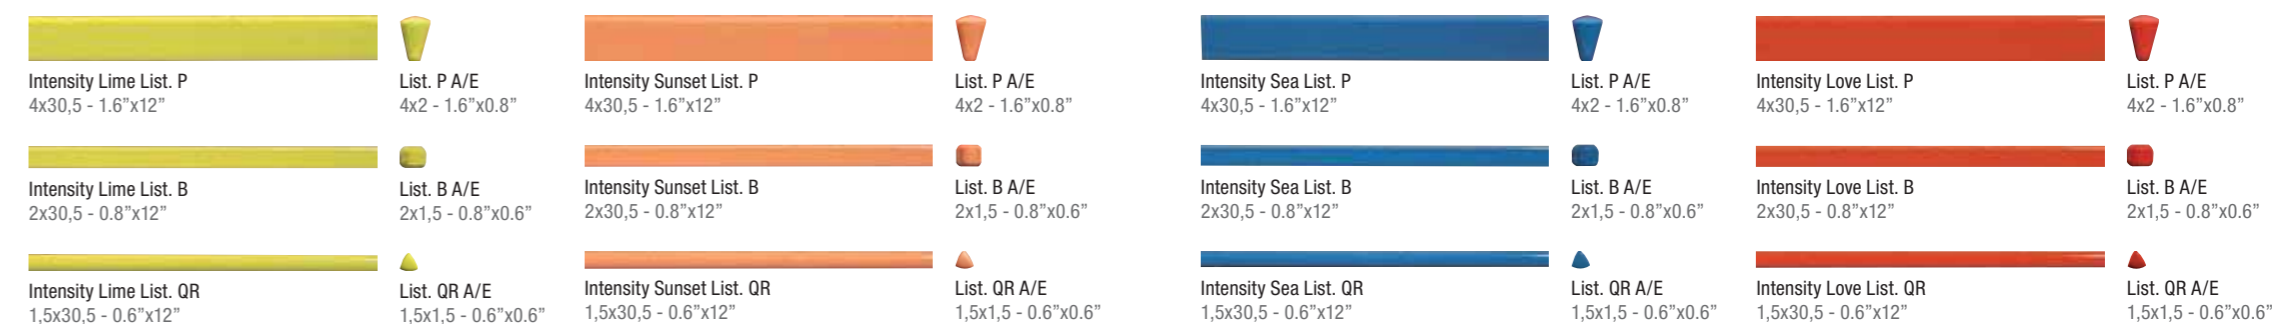 Intensity Lime List. P
4x30,5 - 1.6”x12”
List. P A/E
4x2 - 1.6”x0.8”
Intensity Sunset List. P
4x30,5 - 1.6”x12”
List. P A/E
4x2 - 1.6”x0.8”
Intensity Sea List. P
4x30,5 - 1.6”x12”
List. P A/E
4x2 - 1.6”x0.8”
Intensity Love List. P
4x30,5 - 1.6”x12”
List. P A/E
4x2 - 1.6”x0.8”
Intensity Lime List. B
2x30,5 - 0.8”x12”
List. B A/E
2x1,5 - 0.8”x0.6”
Intensity Sunset List. B
2x30,5 - 0.8”x12”
List. B A/E
2x1,5 - 0.8”x0.6”
Intensity Sea List. B
2x30,5 - 0.8”x12”
List. B A/E
2x1,5 - 0.8”x0.6”
Intensity Love List. B
2x30,5 - 0.8”x12”
List. B A/E
2x1,5 - 0.8”x0.6”
Intensity Lime List. QR
1,5x30,5 - 0.6”x12”
List. QR A/E
1,5x1,5 - 0.6”x0.6”
Intensity Sunset List. QR
1,5x30,5 - 0.6”x12”
List. QR A/E
1,5x1,5 - 0.6”x0.6”
Intensity Sea List. QR
1,5x30,5 - 0.6”x12”
List. QR A/E
1,5x1,5 - 0.6”x0.6”
Intensity Love List. QR
1,5x30,5 - 0.6”x12”
List. QR A/E
1,5x1,5 - 0.6”x0.6”